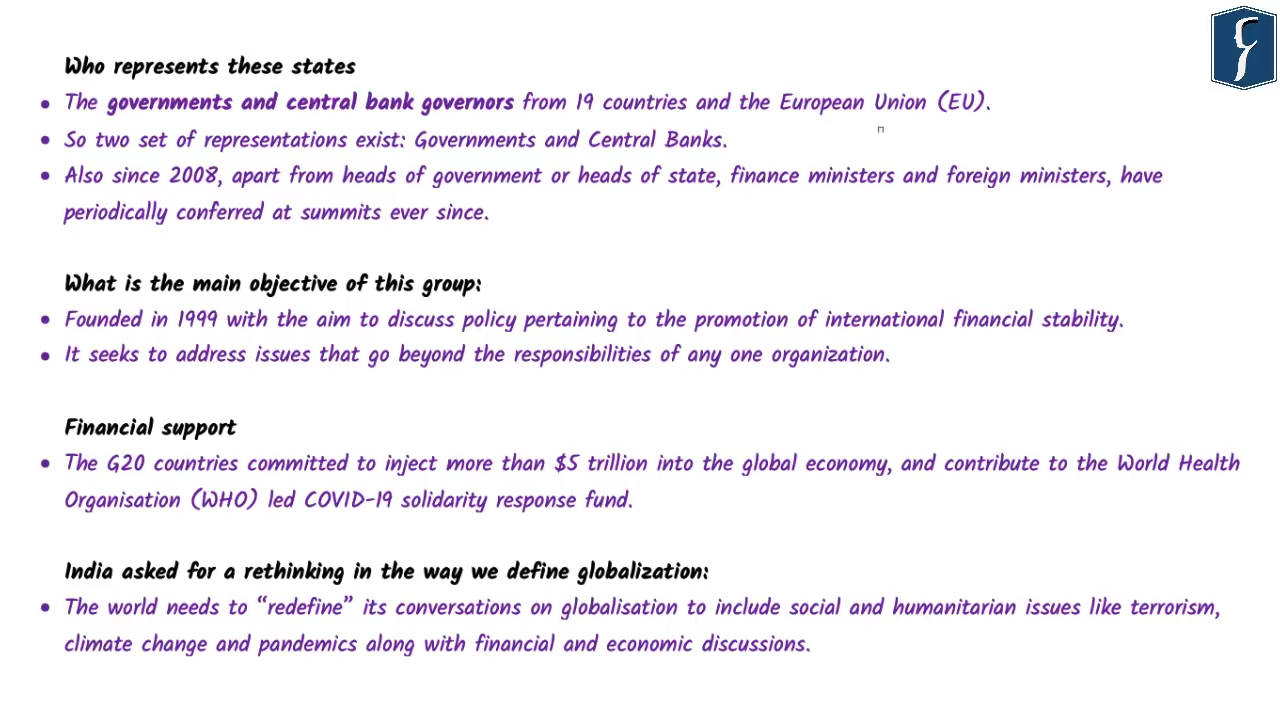 Who represents these states
• The governments and central bank governors from 19 countries and the European Union (EU).
• So two set of representations exist: Governments and Central Banks.
• Also since 2008, apart from heads of government or heads of state, finance ministers and foreign ministers, have
periodically conferred at summits ever since.
What is the main objective of this group:
• Founded in 1999 with the aim to discuss policy pertaining to the promotion of international financial stability.
• It seeks to address issues that go beyond the responsibilities of any one organization.
Financial support
• The G20 countries committed to inject more than $5 trillion into the global economy, and contribute to the World Health
Organisation (WHO) led COVID-19 solidarity response fund.
India asked for a rethinking in the way we define globalization:
• The world needs to “redefine” its conversations on globalisation to include social and humanitarian issues like terrorism,
climate change and pandemics along with financial and economic discussions.